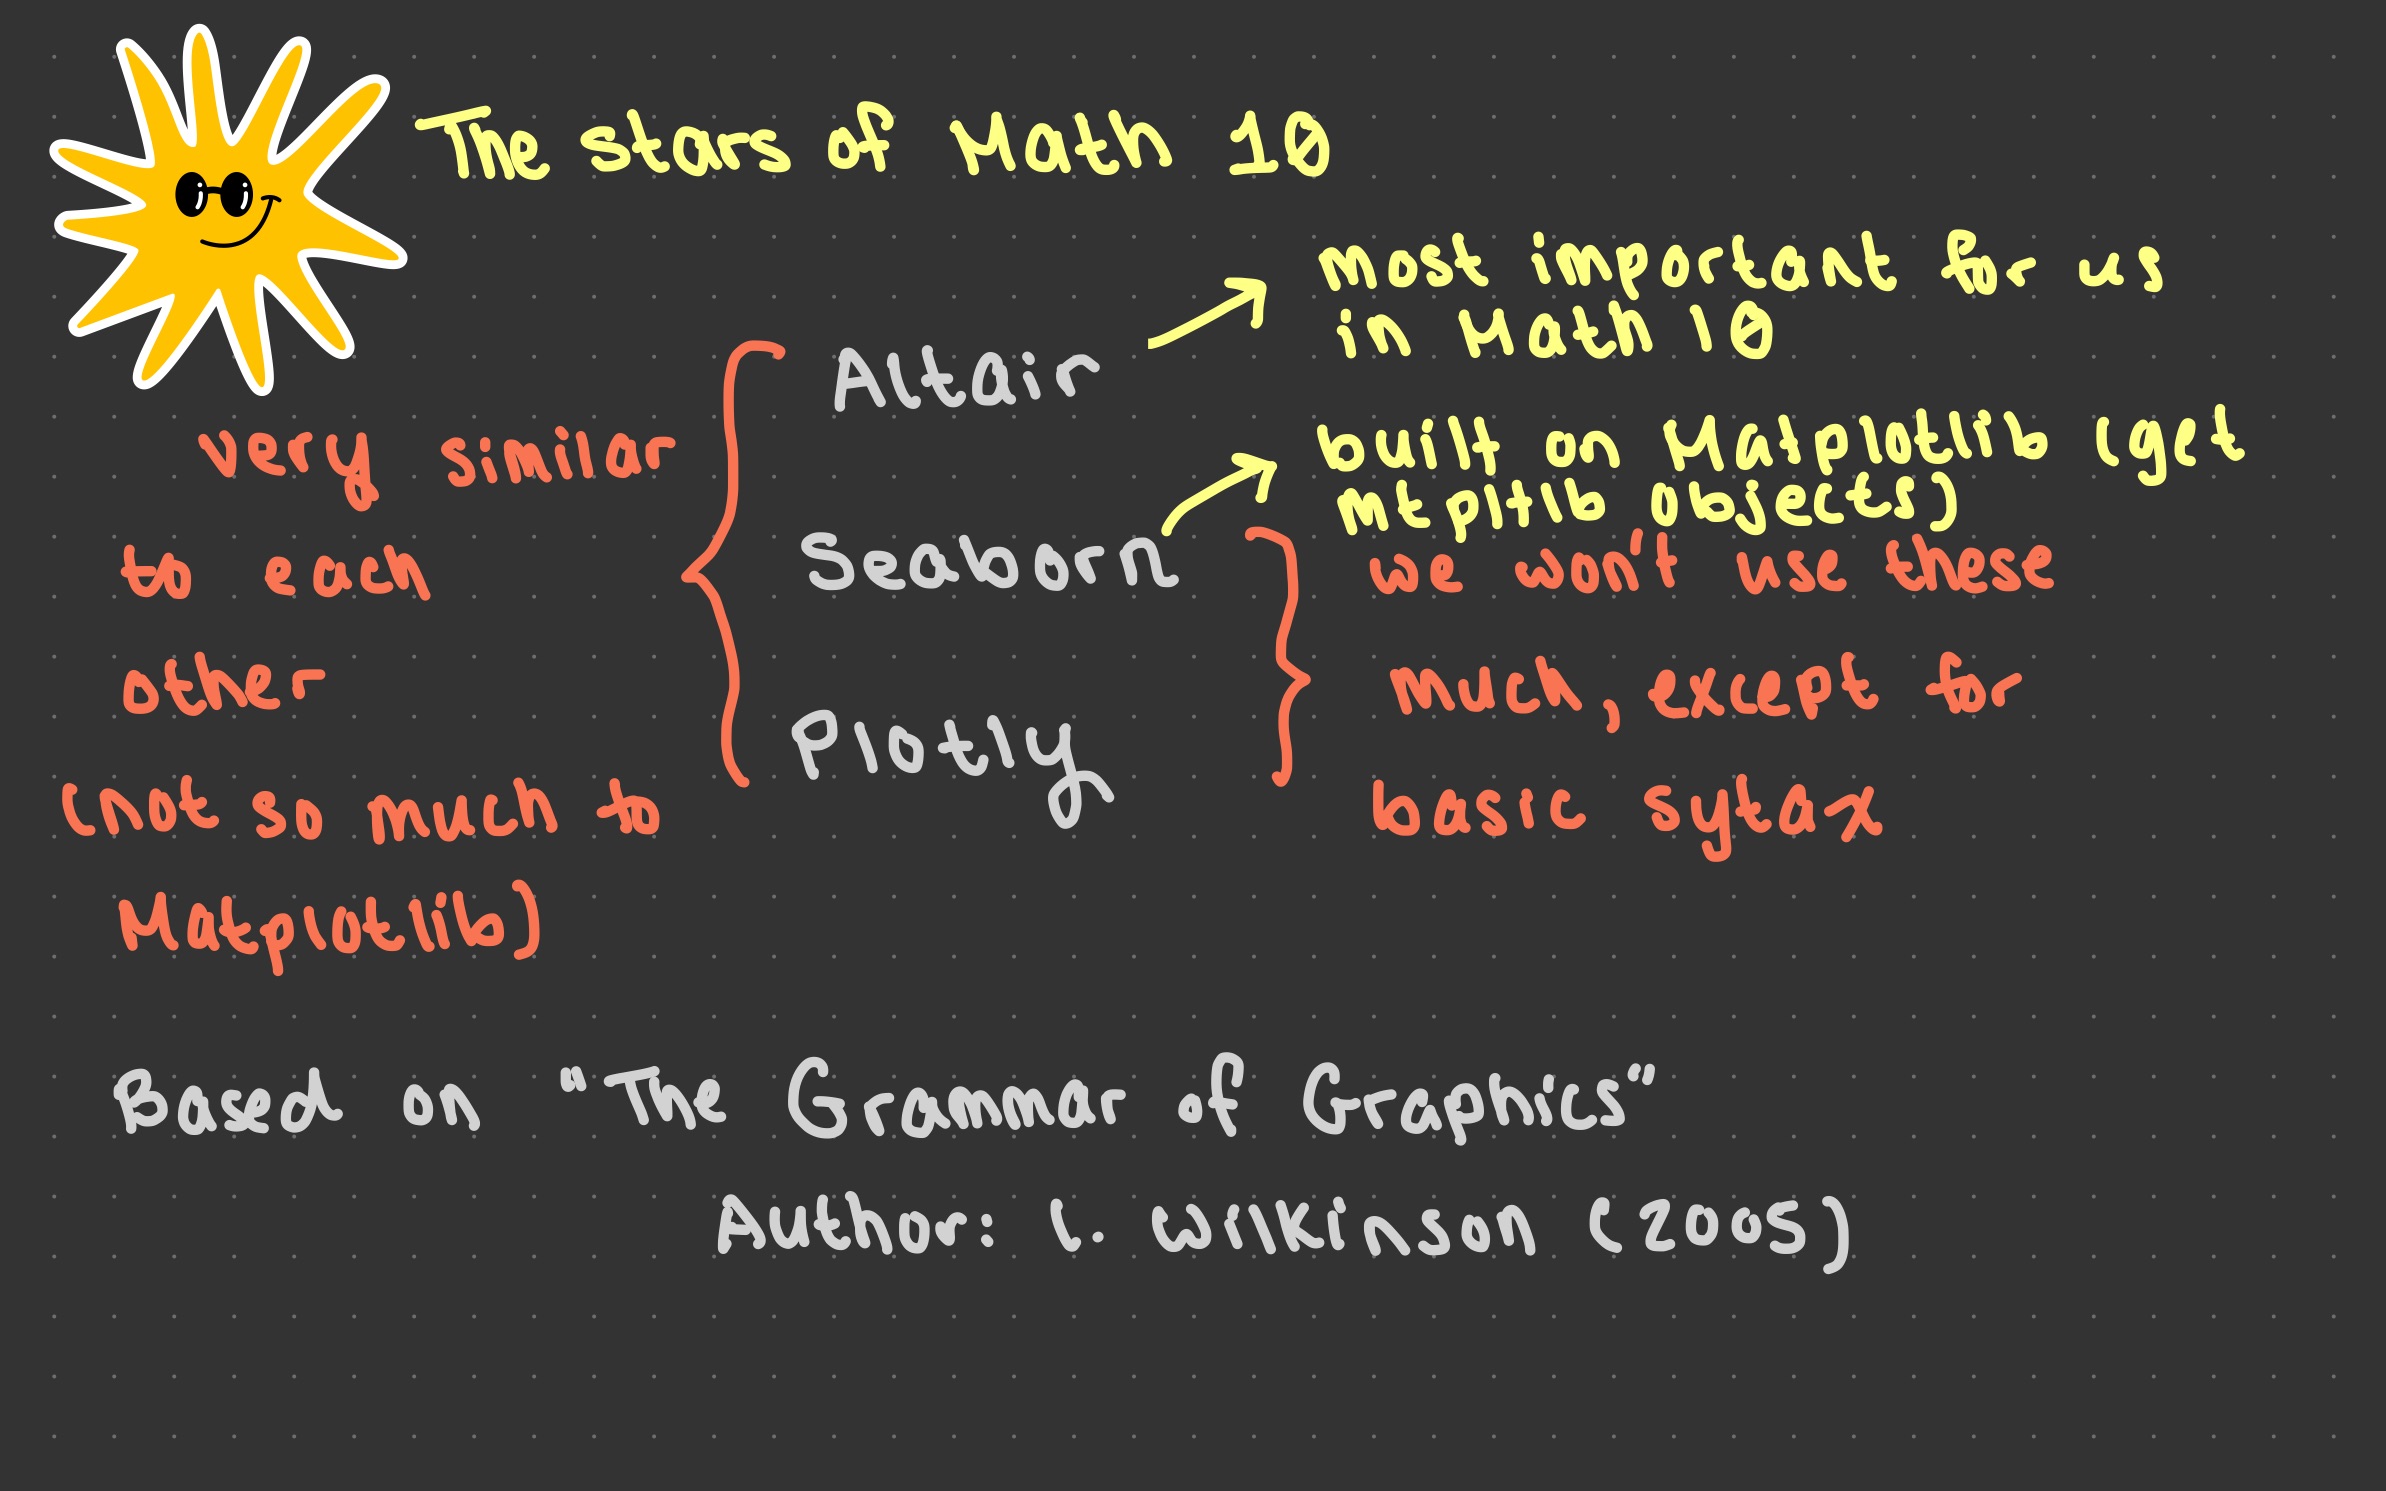 The stars of Math 10
Most important for us
in Math 10
Altair
very similar
to each
other
(Not so much to
Matplotlib)
built on Matplotlib (get
Mtpltlb objects)
Seaborn
Plotly
we won't use these
much, except for
basic sytax
Based on "The Grammar of Graphics"
Author: L. Wilkinson (2005)